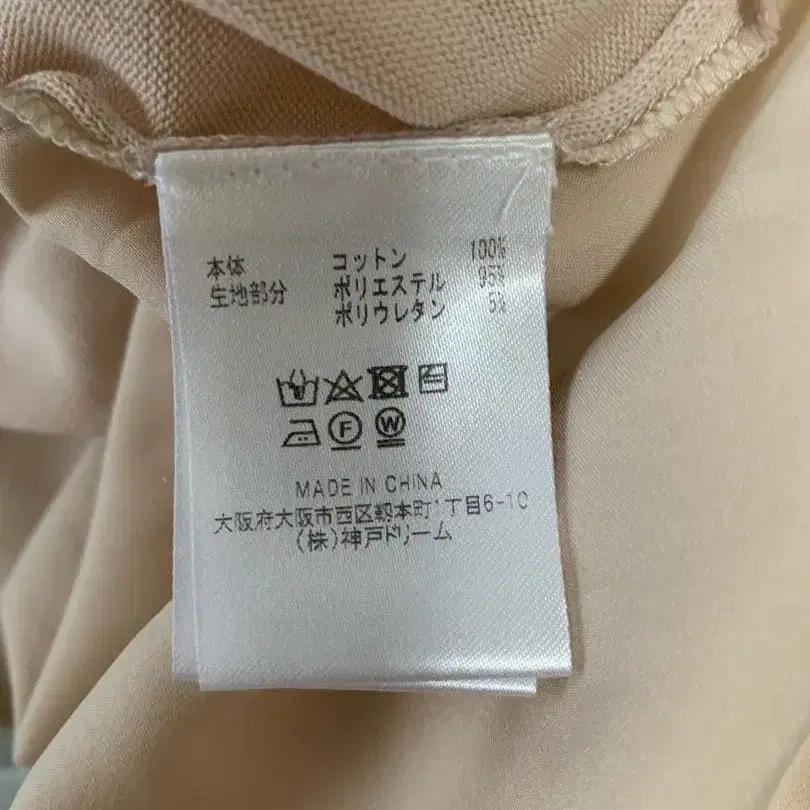 本体 コットン 100%
生地部分 ポリエステル 95%
ポリウレタン 5%
F W
MADE IN CHINA
大阪府大阪市西区靱本町1丁目6-10
(株)神戸ドリーム